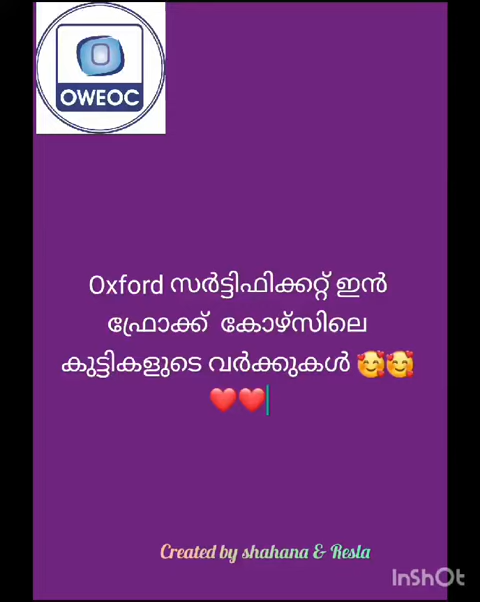 OWEOC
Oxford സർട്ടിഫിക്കറ്റ് ഇൻ
ഫ്രോക്ക് കോഴ്സിലെ
കുട്ടികളുടെ വർക്കുകൾ 🥰🥰
❤️❤️
Created by shahana & Resla
InShOt